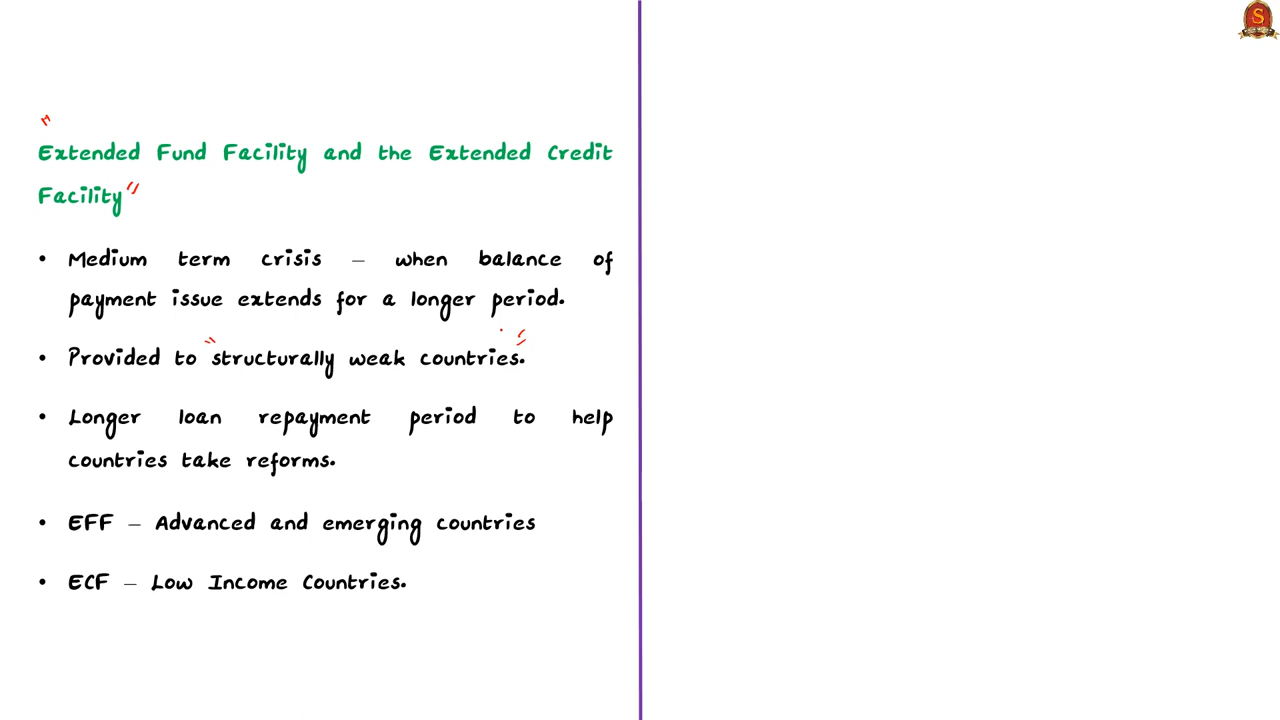 "
Extended Fund Facility and the Extended Credit
Facility"
• Medium term crisis – when balance of
payment issue extends for a longer period.
• Provided to "structurally weak countries."
• Longer loan repayment period to help
countries take reforms.
• EFF – Advanced and emerging countries
• ECF – Low Income Countries.
S